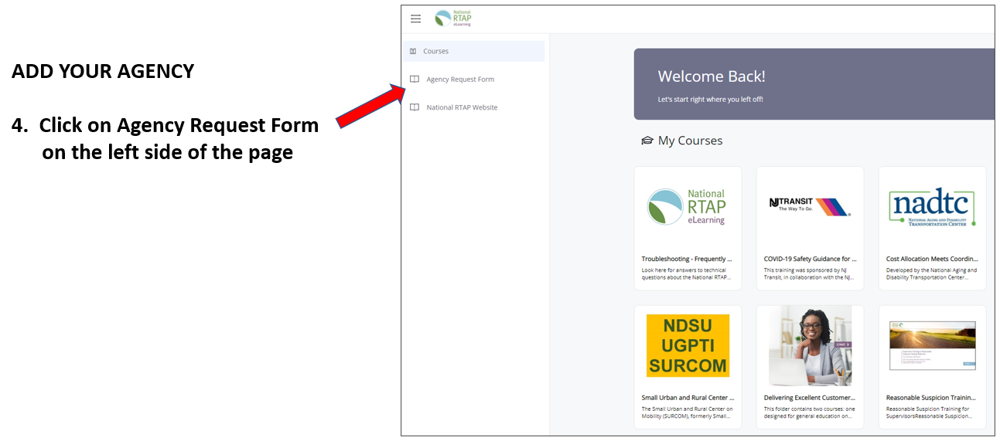 ADD YOUR AGENCY
4. Click on Agency Request Form
on the left side of the page
National
RTAP
eLearning
Courses
Agency Request Form
National RTAP Website
Welcome Back!
Let's start right where you left off!
My Courses
National
RTAP
eLearning
Troubleshooting - Frequently ...
Look here for answers to technical
questions about the National RTAP...
NJTRANSIT
The Way To Go.
COVID-19 Safety Guidance for ...
This training was sponsored by NJ
Transit, in collaboration with the NJ...
nadtc
National Aging and Disability
Transportation Center
Cost Allocation Meets Coordin...
Developed by the National Aging and
Disability Transportation Center...
NDSU
UGPTI
SURCOM
Small Urban and Rural Center ...
The Small Urban and Rural Center on
Mobility (SURCOM), formerly Small...
START >
Delivering Excellent Customer...
This folder contains two courses: one
designed for general education on...
Reasonable Suspicion Trainin...
Reasonable Suspicion Training for
SupervisorsReasonable Suspicion...